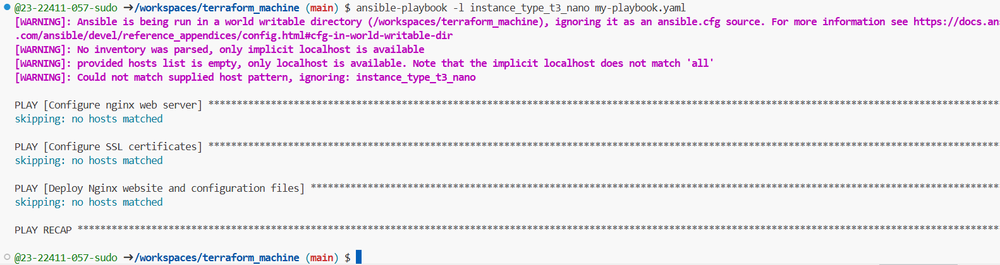 @23-22411-057-sudo ➜/workspaces/terraform_machine (main) $ ansible-playbook -l instance_type_t3_nano my-playbook.yaml
[WARNING]: Ansible is being run in a world writable directory (/workspaces/terraform_machine), ignoring it as an ansible.cfg source. For more information see https://docs.ans
.com/ansible/devel/reference_appendices/config.html#cfg-in-world-writable-dir
[WARNING]: No inventory was parsed, only implicit localhost is available
[WARNING]: provided hosts list is empty, only localhost is available. Note that the implicit localhost does not match 'all'
[WARNING]: Could not match supplied host pattern, ignoring: instance_type_t3_nano
PLAY [Configure nginx web server] ********************************************************************************************************************************************
skipping: no hosts matched
PLAY [Configure SSL certificates] ********************************************************************************************************************************************
skipping: no hosts matched
PLAY [Deploy Nginx website and configuration files] **************************************************************************************************************************
skipping: no hosts matched
PLAY RECAP *******************************************************************************************************************************************************************
@23-22411-057-sudo ➜/workspaces/terraform_machine (main) $